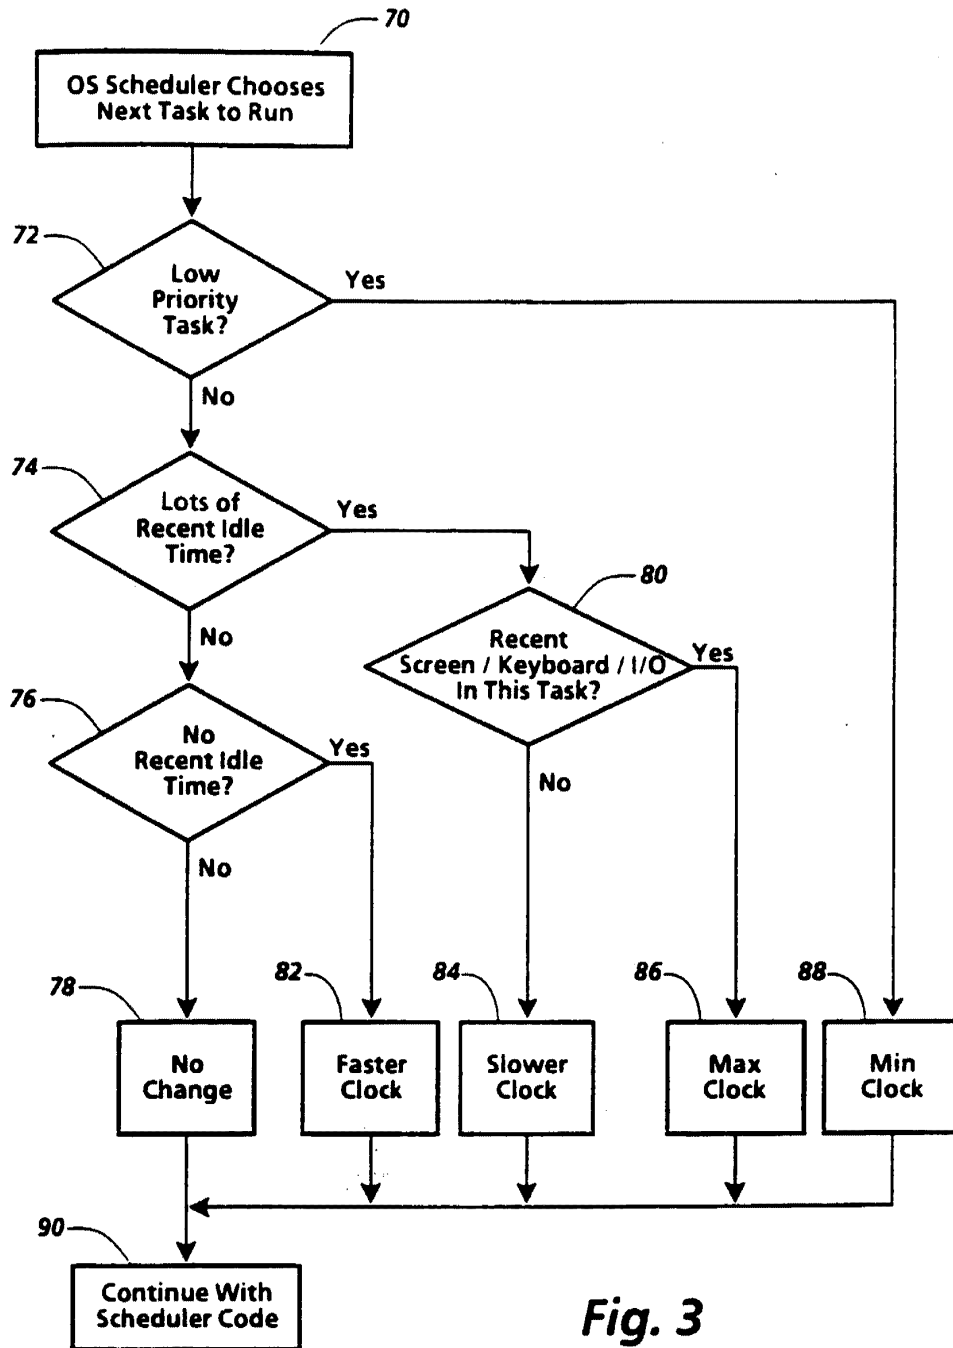 70
OS Scheduler Chooses
Next Task to Run
72
Low
Priority
Task?
Yes
No
74
Lots of
Recent Idle
Time?
Yes
No
80
Recent
Screen / Keyboard / I/O
In This Task?
Yes
No
76
No
Recent Idle
Time?
Yes
No
78
No
Change
82
Faster
Clock
84
Slower
Clock
86
Max
Clock
88
Min
Clock
90
Continue With
Scheduler Code
Fig. 3